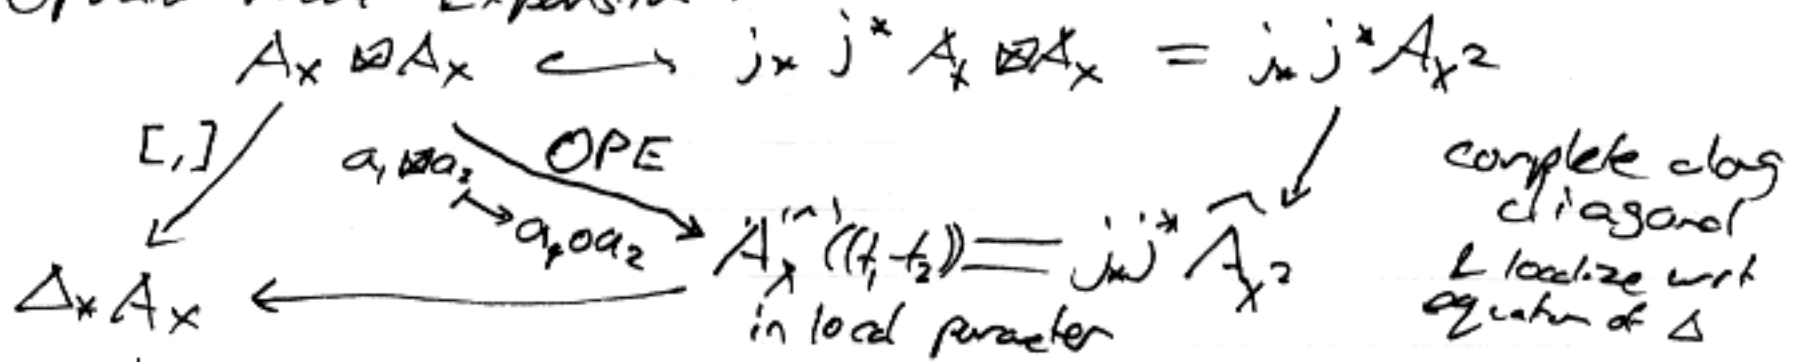 A_X ⊠ A_X ↪ j_* j^* A_X ⊠ A_X = j_* j^* A_{X^2}
[,] OPE
a_1 ⊠ a_2 ↦ a_1 ∘ a_2
complete along
diagonal
& localize wrt
equation of Δ
Δ_* A_X ← A_X^{(^)}((t_1-t_2)) = j_* j^* \hat{A}_{X^2}
in local parameter